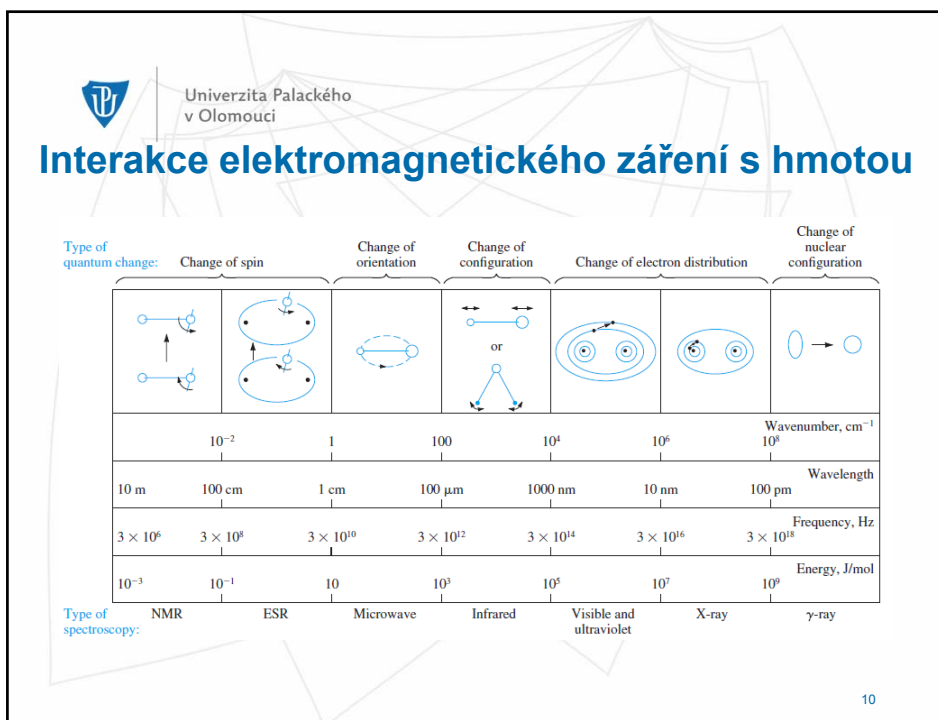 Univerzita Palackého
v Olomouci
Interakce elektromagnetického záření s hmotou
Type of
quantum change:
Change of spin
Change of
orientation
Change of
configuration
Change of electron distribution
Change of
nuclear
configuration
or
Wavenumber, cm⁻¹
10⁻² 1 100 10⁴ 10⁶ 10⁸
Wavelength
10 m 100 cm 1 cm 100 μm 1000 nm 10 nm 100 pm
Frequency, Hz
3 × 10⁶ 3 × 10⁸ 3 × 10¹⁰ 3 × 10¹² 3 × 10¹⁴ 3 × 10¹⁶ 3 × 10¹⁸
Energy, J/mol
10⁻³ 10⁻¹ 10 10³ 10⁵ 10⁷ 10⁹
Type of
spectroscopy:
NMR
ESR
Microwave
Infrared
Visible and
ultraviolet
X-ray
γ-ray
10